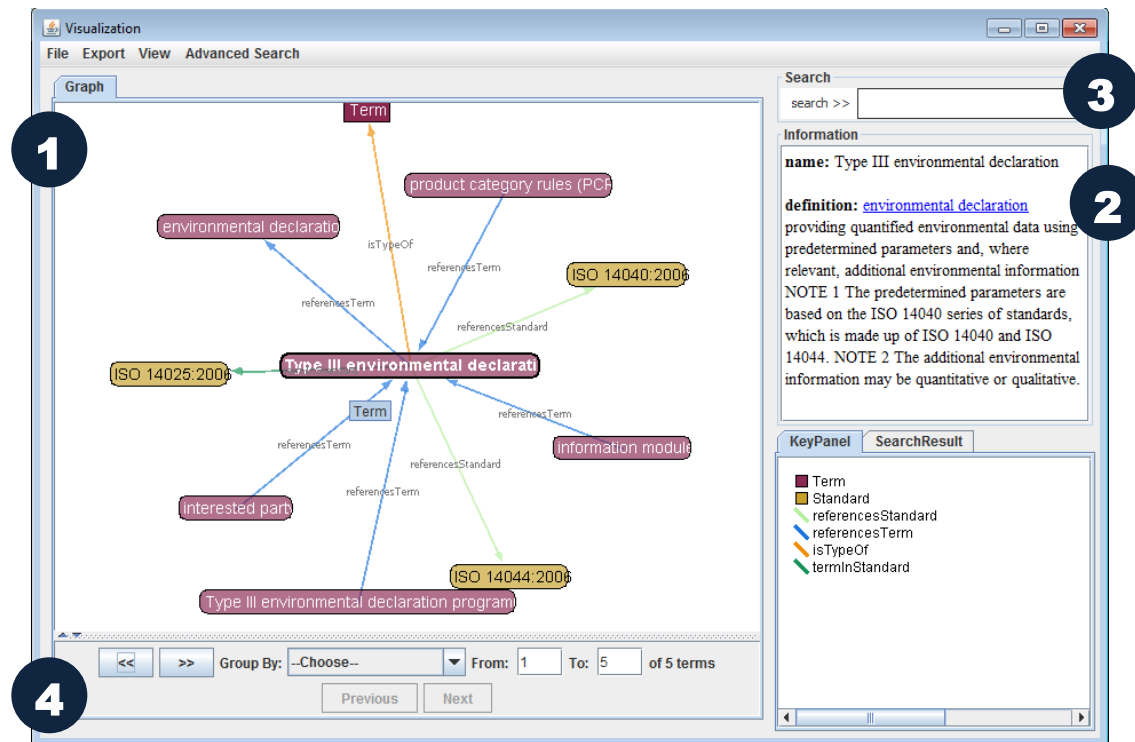 Visualization
File Export View Advanced Search
Graph
Term
product category rules (PCR
environmental declaratio
isTypeOf
referencesTerm
ISO 14040:2006
referencesTerm
referencesStandard
Type III environmental declarati
ISO 14025:2006
Term
referencesTerm
referencesTerm
information module
referencesStandard
referencesTerm
interested party
ISO 14044:2006
Type III environmental declaration program
<< >> Group By: --Choose-- From: 1 To: 5 of 5 terms
Previous Next
Search
search >>
Information
name: Type III environmental declaration
definition: environmental declaration
providing quantified environmental data using
predetermined parameters and, where
relevant, additional environmental information
NOTE 1 The predetermined parameters are
based on the ISO 14040 series of standards,
which is made up of ISO 14040 and ISO
14044. NOTE 2 The additional environmental
information may be quantitative or qualitative.
KeyPanel SearchResult
Term
Standard
referencesStandard
referencesTerm
isTypeOf
termInStandard
1
2
3
4